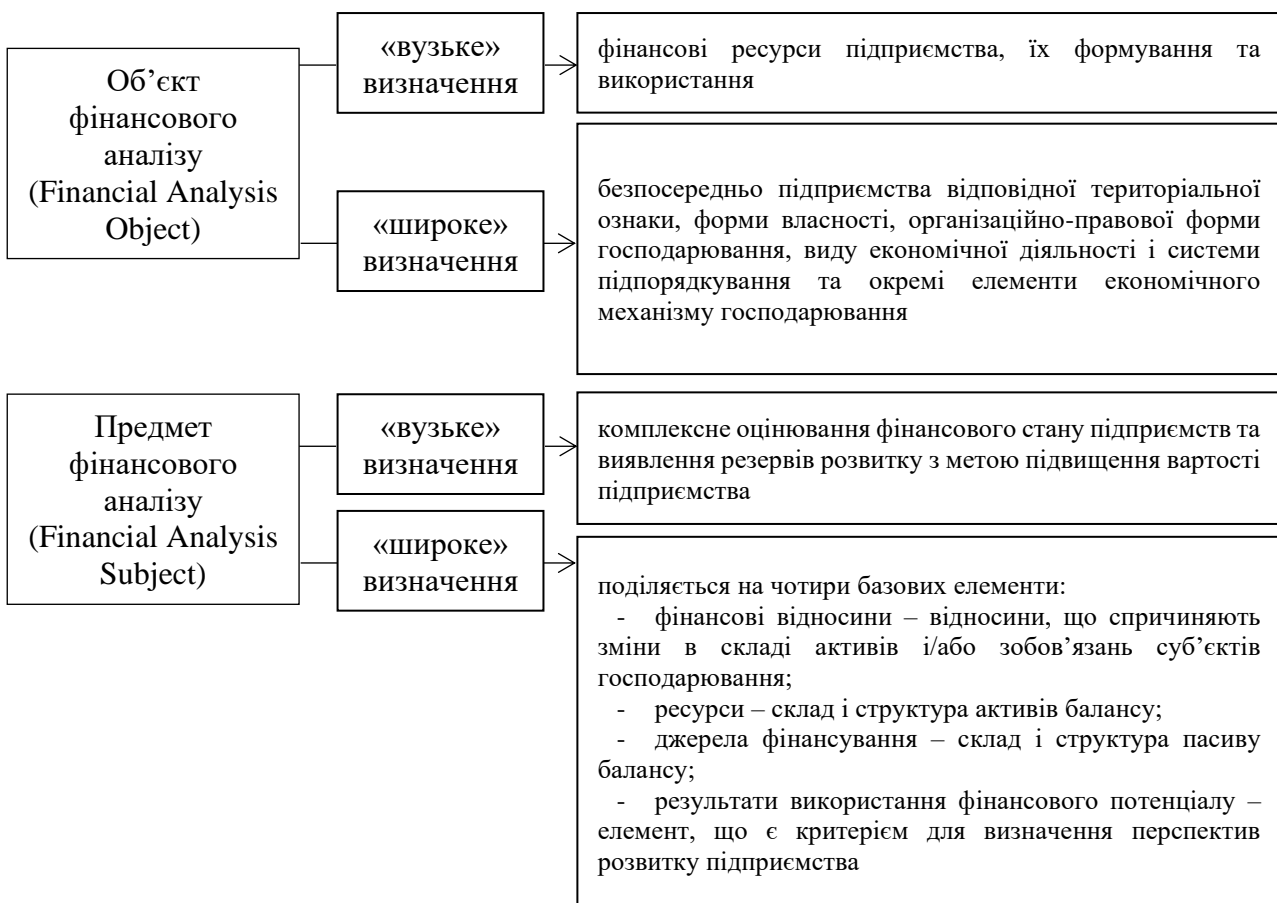 Об’єкт
фінансового
аналізу
(Financial Analysis
Object)
«вузьке»
визначення
фінансові ресурси підприємства, їх формування та
використання
«широке»
визначення
безпосередньо підприємства відповідної територіальної
ознаки, форми власності, організаційно-правової форми
господарювання, виду економічної діяльності і системи
підпорядкування та окремі елементи економічного
механізму господарювання
Предмет
фінансового
аналізу
(Financial Analysis
Subject)
«вузьке»
визначення
комплексне оцінювання фінансового стану підприємств та
виявлення резервів розвитку з метою підвищення вартості
підприємства
«широке»
визначення
поділяється на чотири базових елементи:
- фінансові відносини – відносини, що спричиняють
зміни в складі активів і/або зобов’язань суб’єктів
господарювання;
- ресурси – склад і структура активів балансу;
- джерела фінансування – склад і структура пасиву
балансу;
- результати використання фінансового потенціалу –
елемент, що є критерієм для визначення перспектив
розвитку підприємства